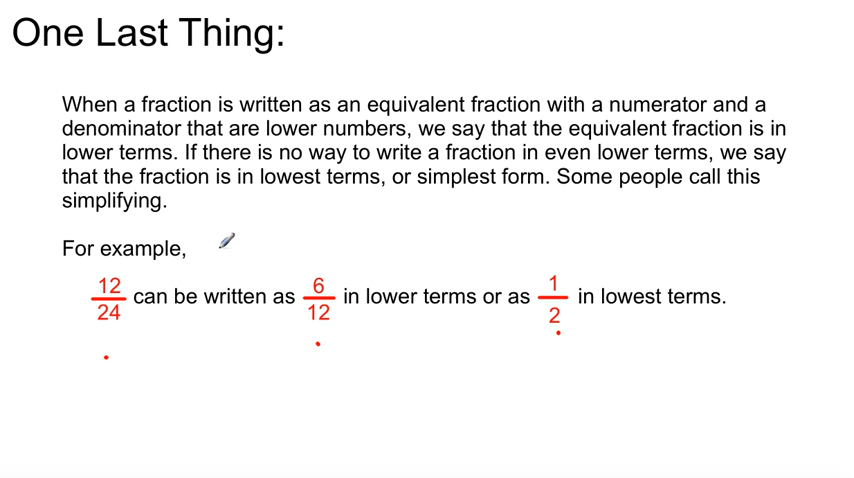 One Last Thing:
When a fraction is written as an equivalent fraction with a numerator and a
denominator that are lower numbers, we say that the equivalent fraction is in
lower terms. If there is no way to write a fraction in even lower terms, we say
that the fraction is in lowest terms, or simplest form. Some people call this
simplifying.
For example,
12/24 can be written as 6/12 in lower terms or as 1/2 in lowest terms.